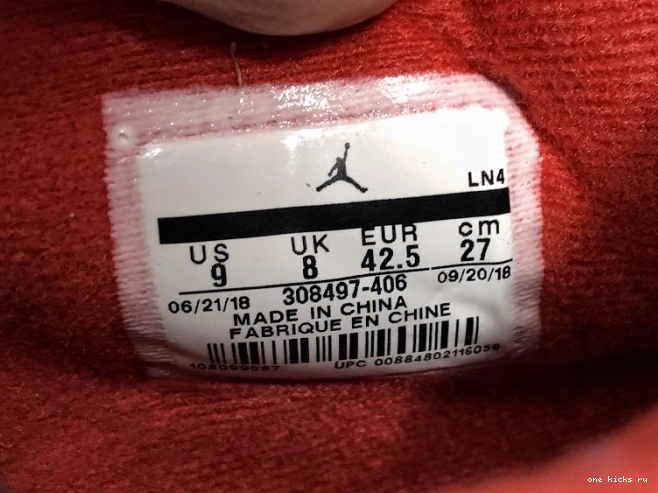 LN4
US UK EUR cm
9 8 42.5 27
06/21/18 308497-406 09/20/18
MADE IN CHINA
FABRIQUE EN CHINE
UPC 00884802116059
one kicks ru